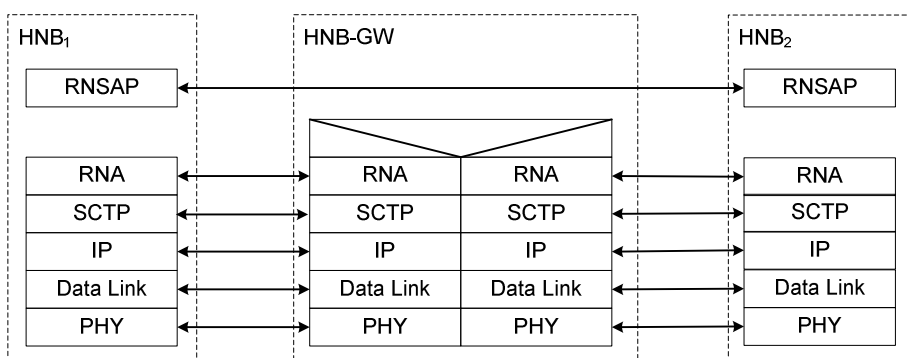 HNB₁ HNB-GW HNB₂
RNSAP RNSAP
RNA RNA RNA RNA
SCTP SCTP SCTP SCTP
IP IP IP IP
Data Link Data Link Data Link Data Link
PHY PHY PHY PHY